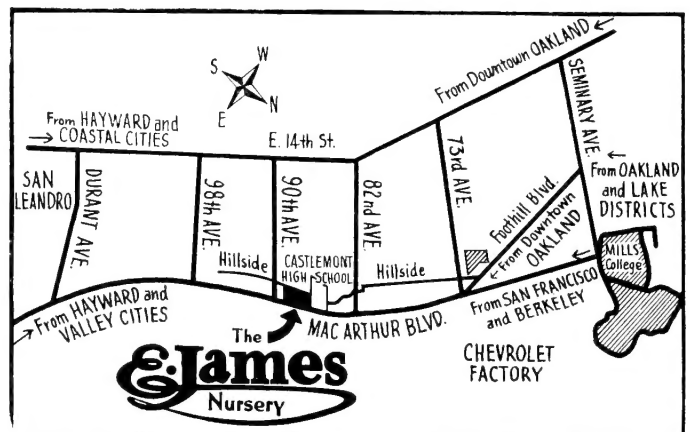 From Downtown OAKLAND
W
S
N
E
From HAYWARD and
COASTAL CITIES
E. 14th St.
SEMINARY AVE.
SAN
LEANDRO
DURANT AVE.
98th AVE.
90th AVE.
82nd AVE.
73rd AVE.
Foothill Blvd.
From Downtown
OAKLAND
From OAKLAND
and LAKE
DISTRICTS
Hillside
CASTLEMONT
HIGH SCHOOL
Hillside
MILLS
College
From HAYWARD and
VALLEY CITIES
MAC ARTHUR BLVD.
From SAN FRANCISCO
and BERKELEY
CHEVROLET
FACTORY
The
E. James
Nursery